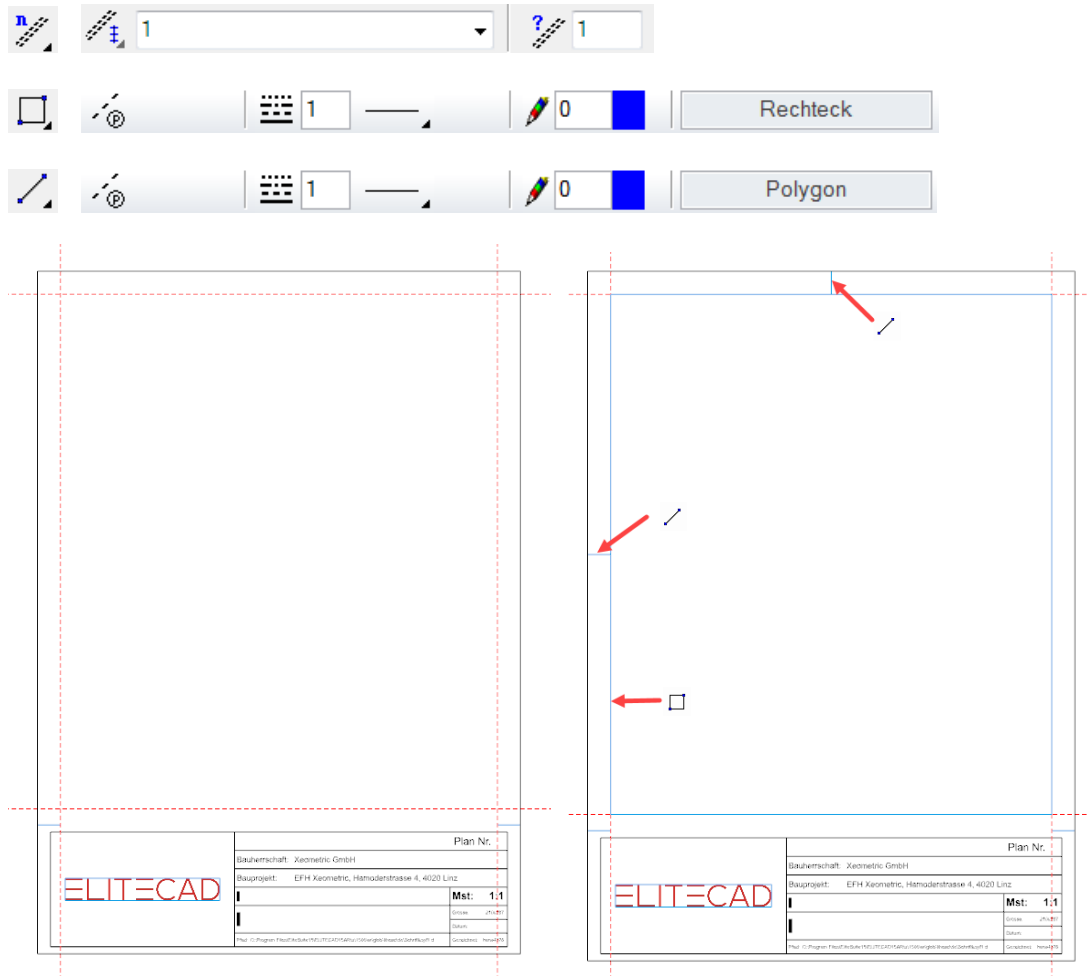 n 1 ? 1
P 1 0 Rechteck
P 1 0 Polygon
Plan Nr.
Bauherrschaft: Xeometric GmbH
Bauprojekt: EFH Xeometric, Hamoderstrasse 4, 4020 Linz
ELITECAD
Mst: 1:1
Datum:
Plan Nr.
Bauherrschaft: Xeometric GmbH
Bauprojekt: EFH Xeometric, Hamoderstrasse 4, 4020 Linz
ELITECAD
Mst: 1:1
Datum: